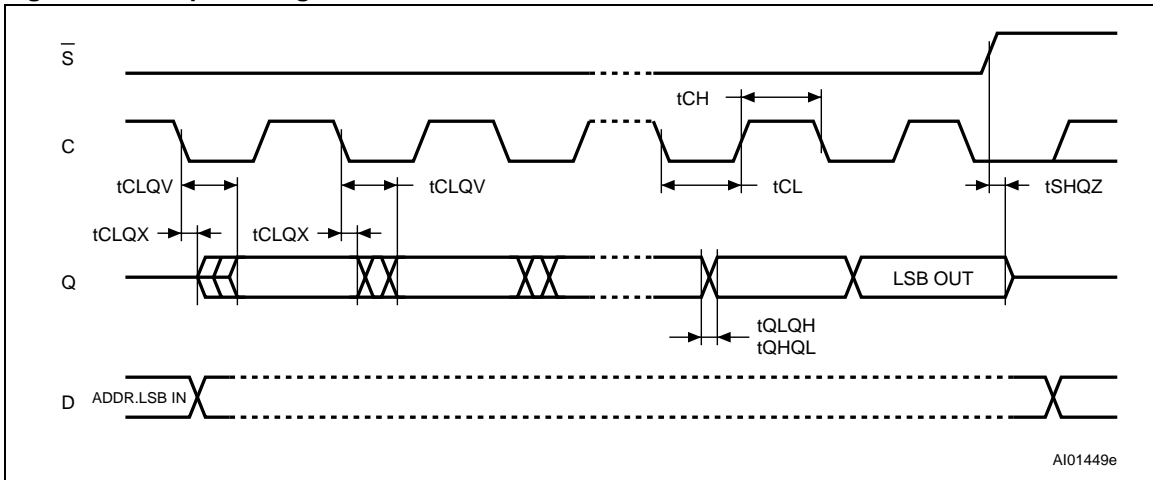 S
tCH
C
tCLQV
tCLQV
tCL
tSHQZ
tCLQX
tCLQX
Q
LSB OUT
tQLQH
tQHQL
D
ADDR.LSB IN
AI01449e